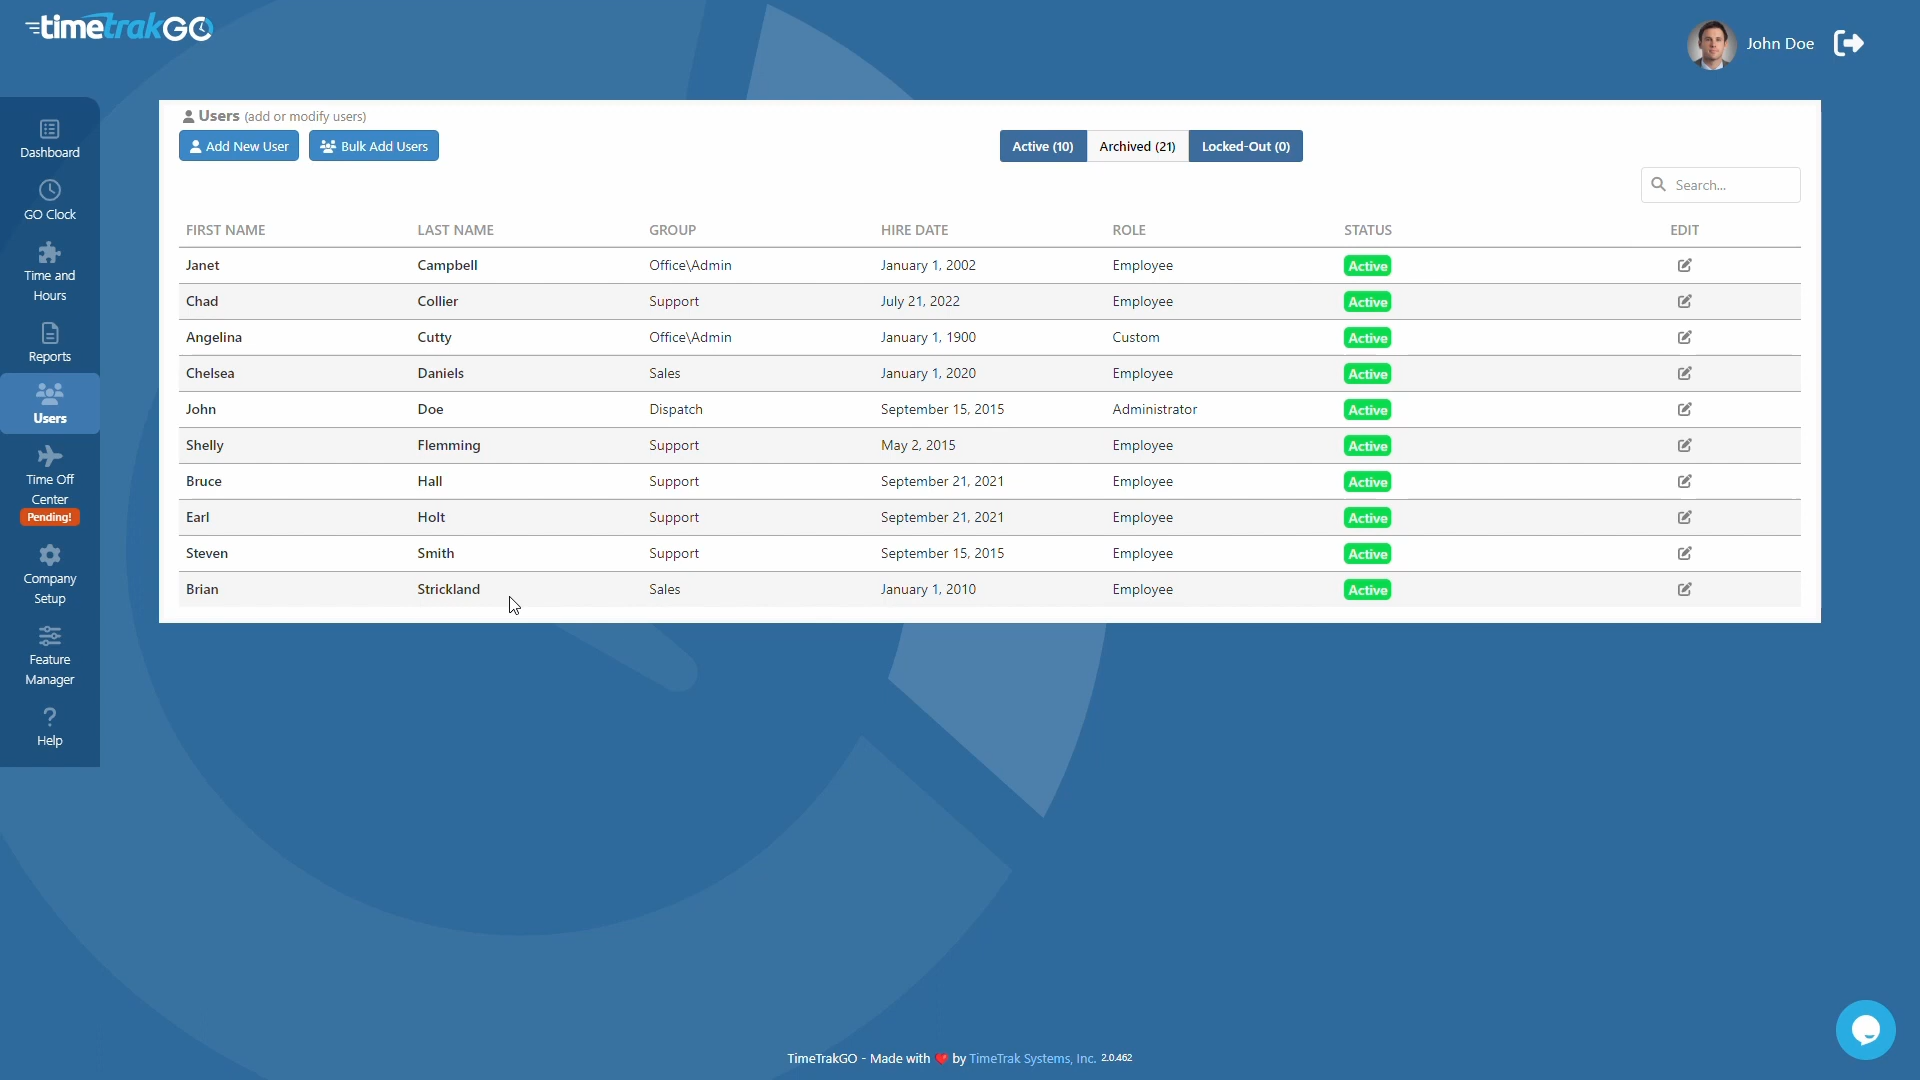 timetrakGO
John Doe
Dashboard
GO Clock
Time and
Hours
Reports
Users
Time Off
Center
Pending!
Company
Setup
Feature
Manager
Help
Users (add or modify users)
Add New User
Bulk Add Users
Active (10)
Archived (21)
Locked-Out (0)
Search...
FIRST NAME LAST NAME GROUP HIRE DATE ROLE STATUS EDIT
Janet Campbell Office\Admin January 1, 2002 Employee Active
Chad Collier Support July 21, 2022 Employee Active
Angelina Cutty Office\Admin January 1, 1900 Custom Active
Chelsea Daniels Sales January 1, 2020 Employee Active
John Doe Dispatch September 15, 2015 Administrator Active
Shelly Flemming Support May 2, 2015 Employee Active
Bruce Hall Support September 21, 2021 Employee Active
Earl Holt Support September 21, 2021 Employee Active
Steven Smith Support September 15, 2015 Employee Active
Brian Strickland Sales January 1, 2010 Employee Active
TimeTrakGO - Made with ❤ by TimeTrak Systems, Inc. 2.0.462